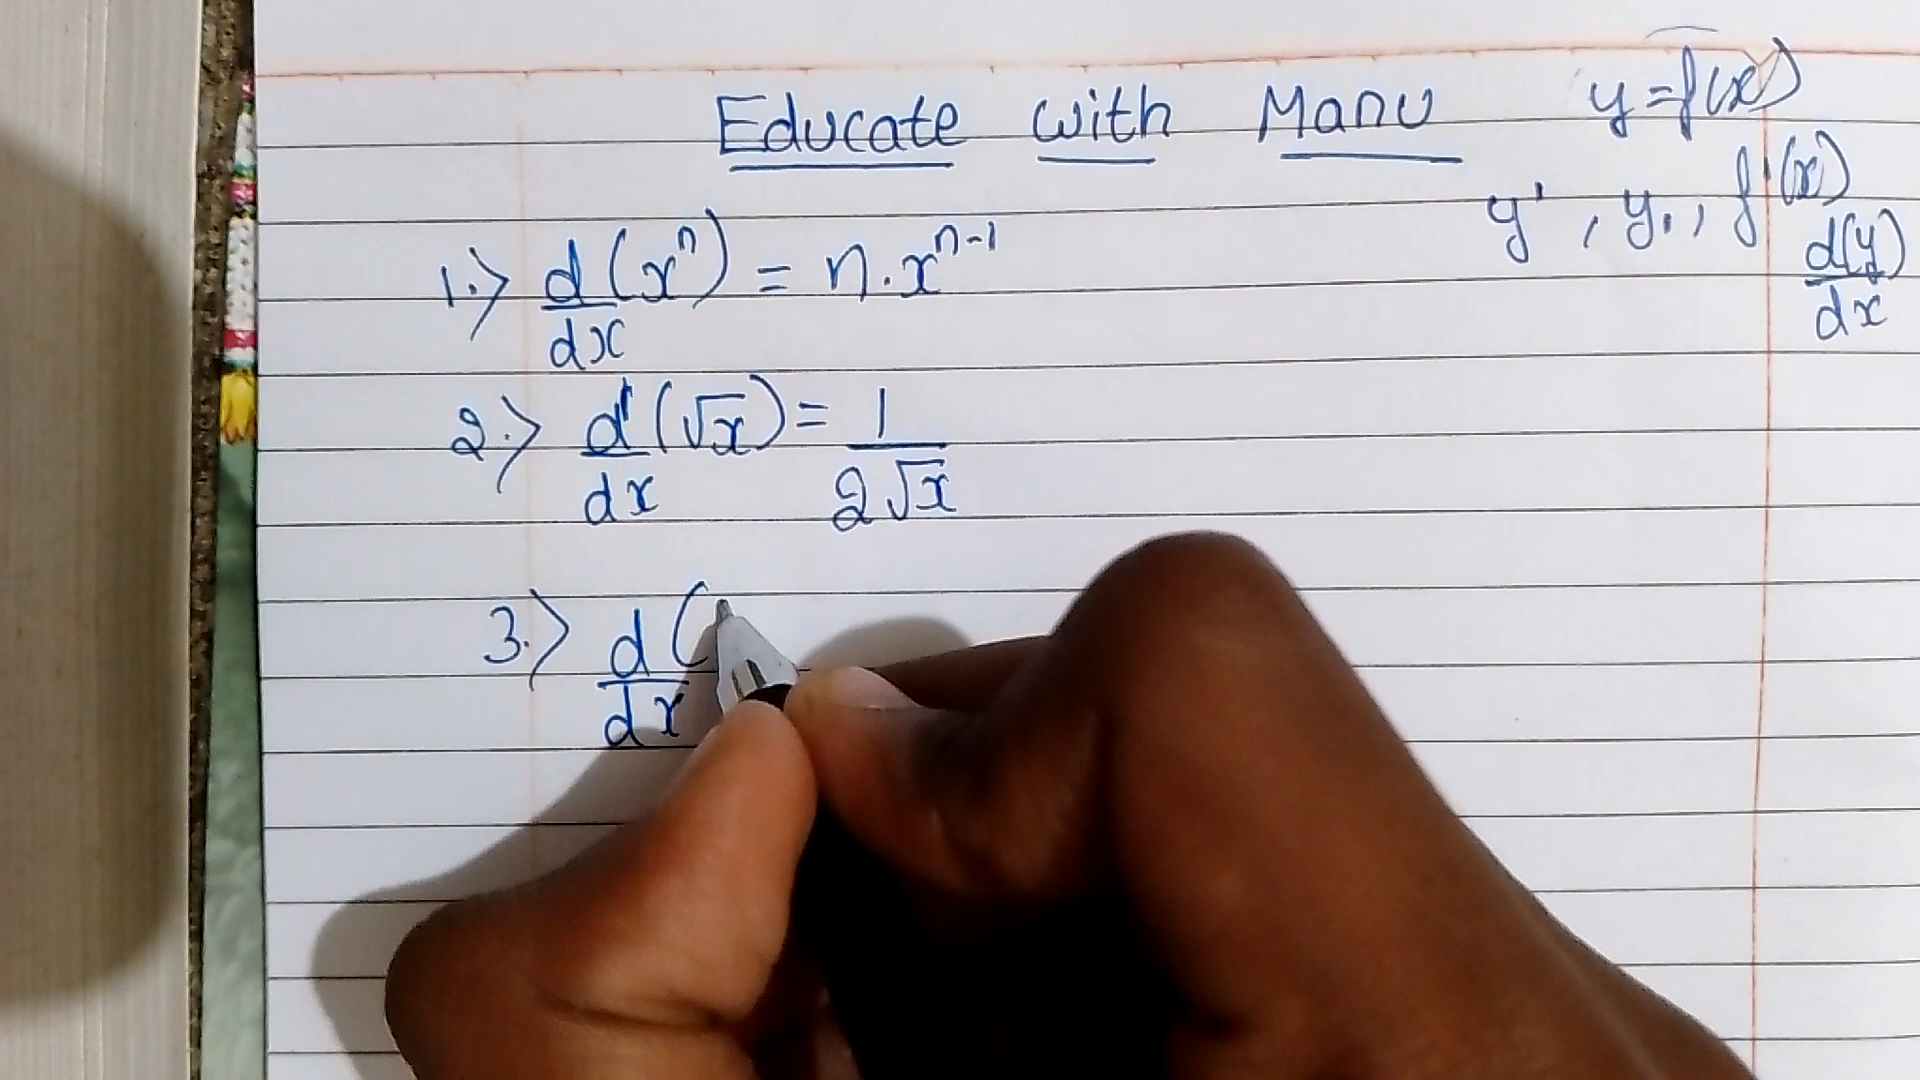 Educate with Manu
y = f(x)
y', y₁, f'(x)
d(y)/dx
1.> d/dx (xⁿ) = n.xⁿ⁻¹
2.> d/dx (√x) = 1/2√x
3.> d/dx (